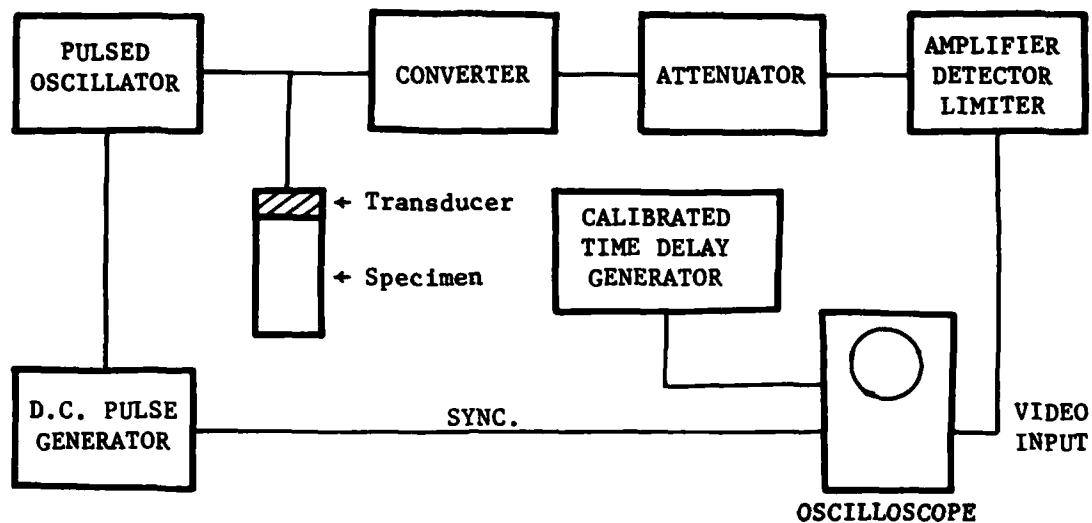 PULSED
OSCILLATOR
CONVERTER
ATTENUATOR
AMPLIFIER
DETECTOR
LIMITER
← Transducer
← Specimen
CALIBRATED
TIME DELAY
GENERATOR
D.C. PULSE
GENERATOR
SYNC.
VIDEO
INPUT
OSCILLOSCOPE